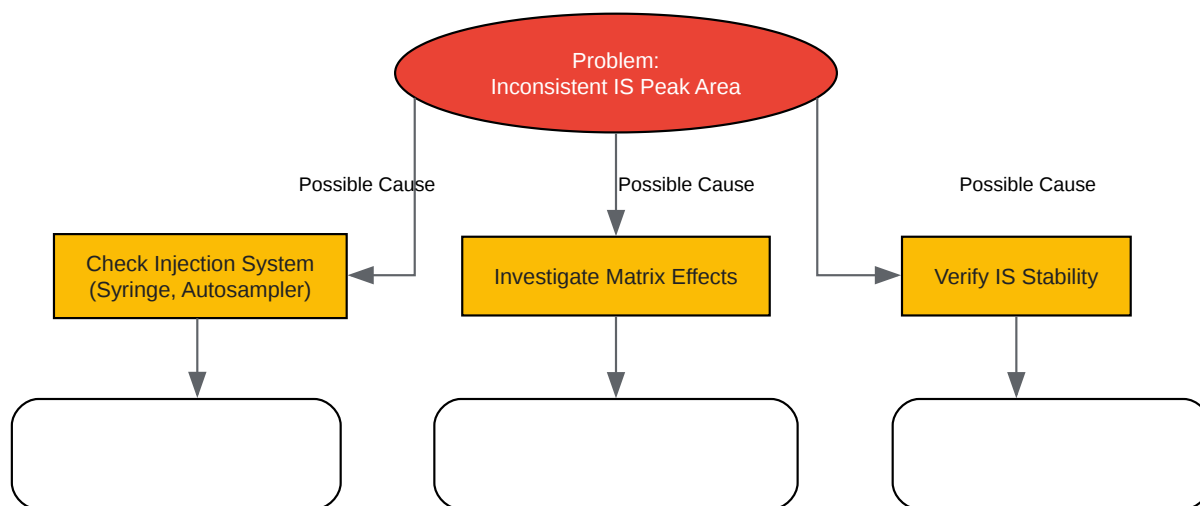 Problem:
Inconsistent IS Peak Area
Possible Cause
Possible Cause
Possible Cause
Check Injection System
(Syringe, Autosampler)
Investigate Matrix Effects
Verify IS Stability